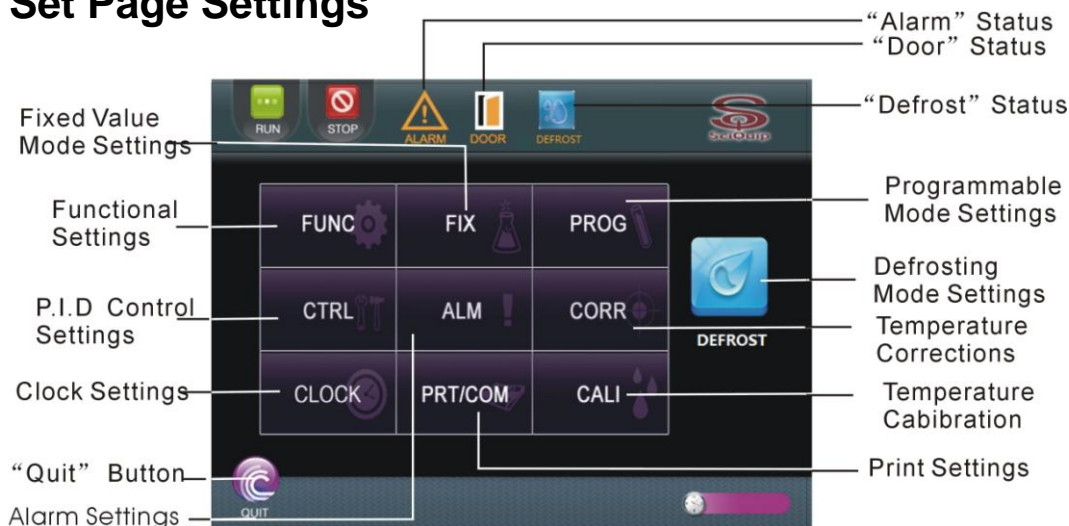 Set Page Settings
“Alarm” Status
“Door” Status
“Defrost” Status
Fixed Value
Mode Settings
RUN
STOP
ALARM
DOOR
DEFROST
SciQuip
Functional
Settings
FUNC
FIX
PROG
Programmable
Mode Settings
P.I.D Control
Settings
CTRL
ALM
CORR
DEFROST
Defrosting
Mode Settings
Temperature
Corrections
Clock Settings
CLOCK
PRT/COM
CALI
Temperature
Cabibration
“Quit” Button
Print Settings
QUIT
Alarm Settings